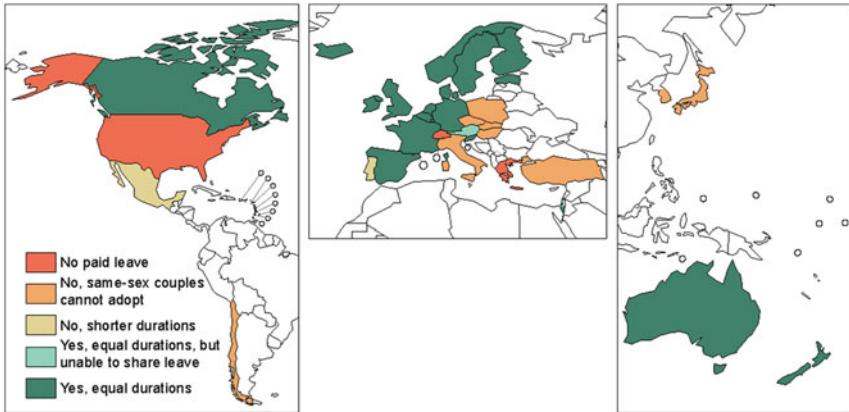 No paid leave
No, same-sex couples
cannot adopt
No, shorter durations
Yes, equal durations, but
unable to share leave
Yes, equal durations